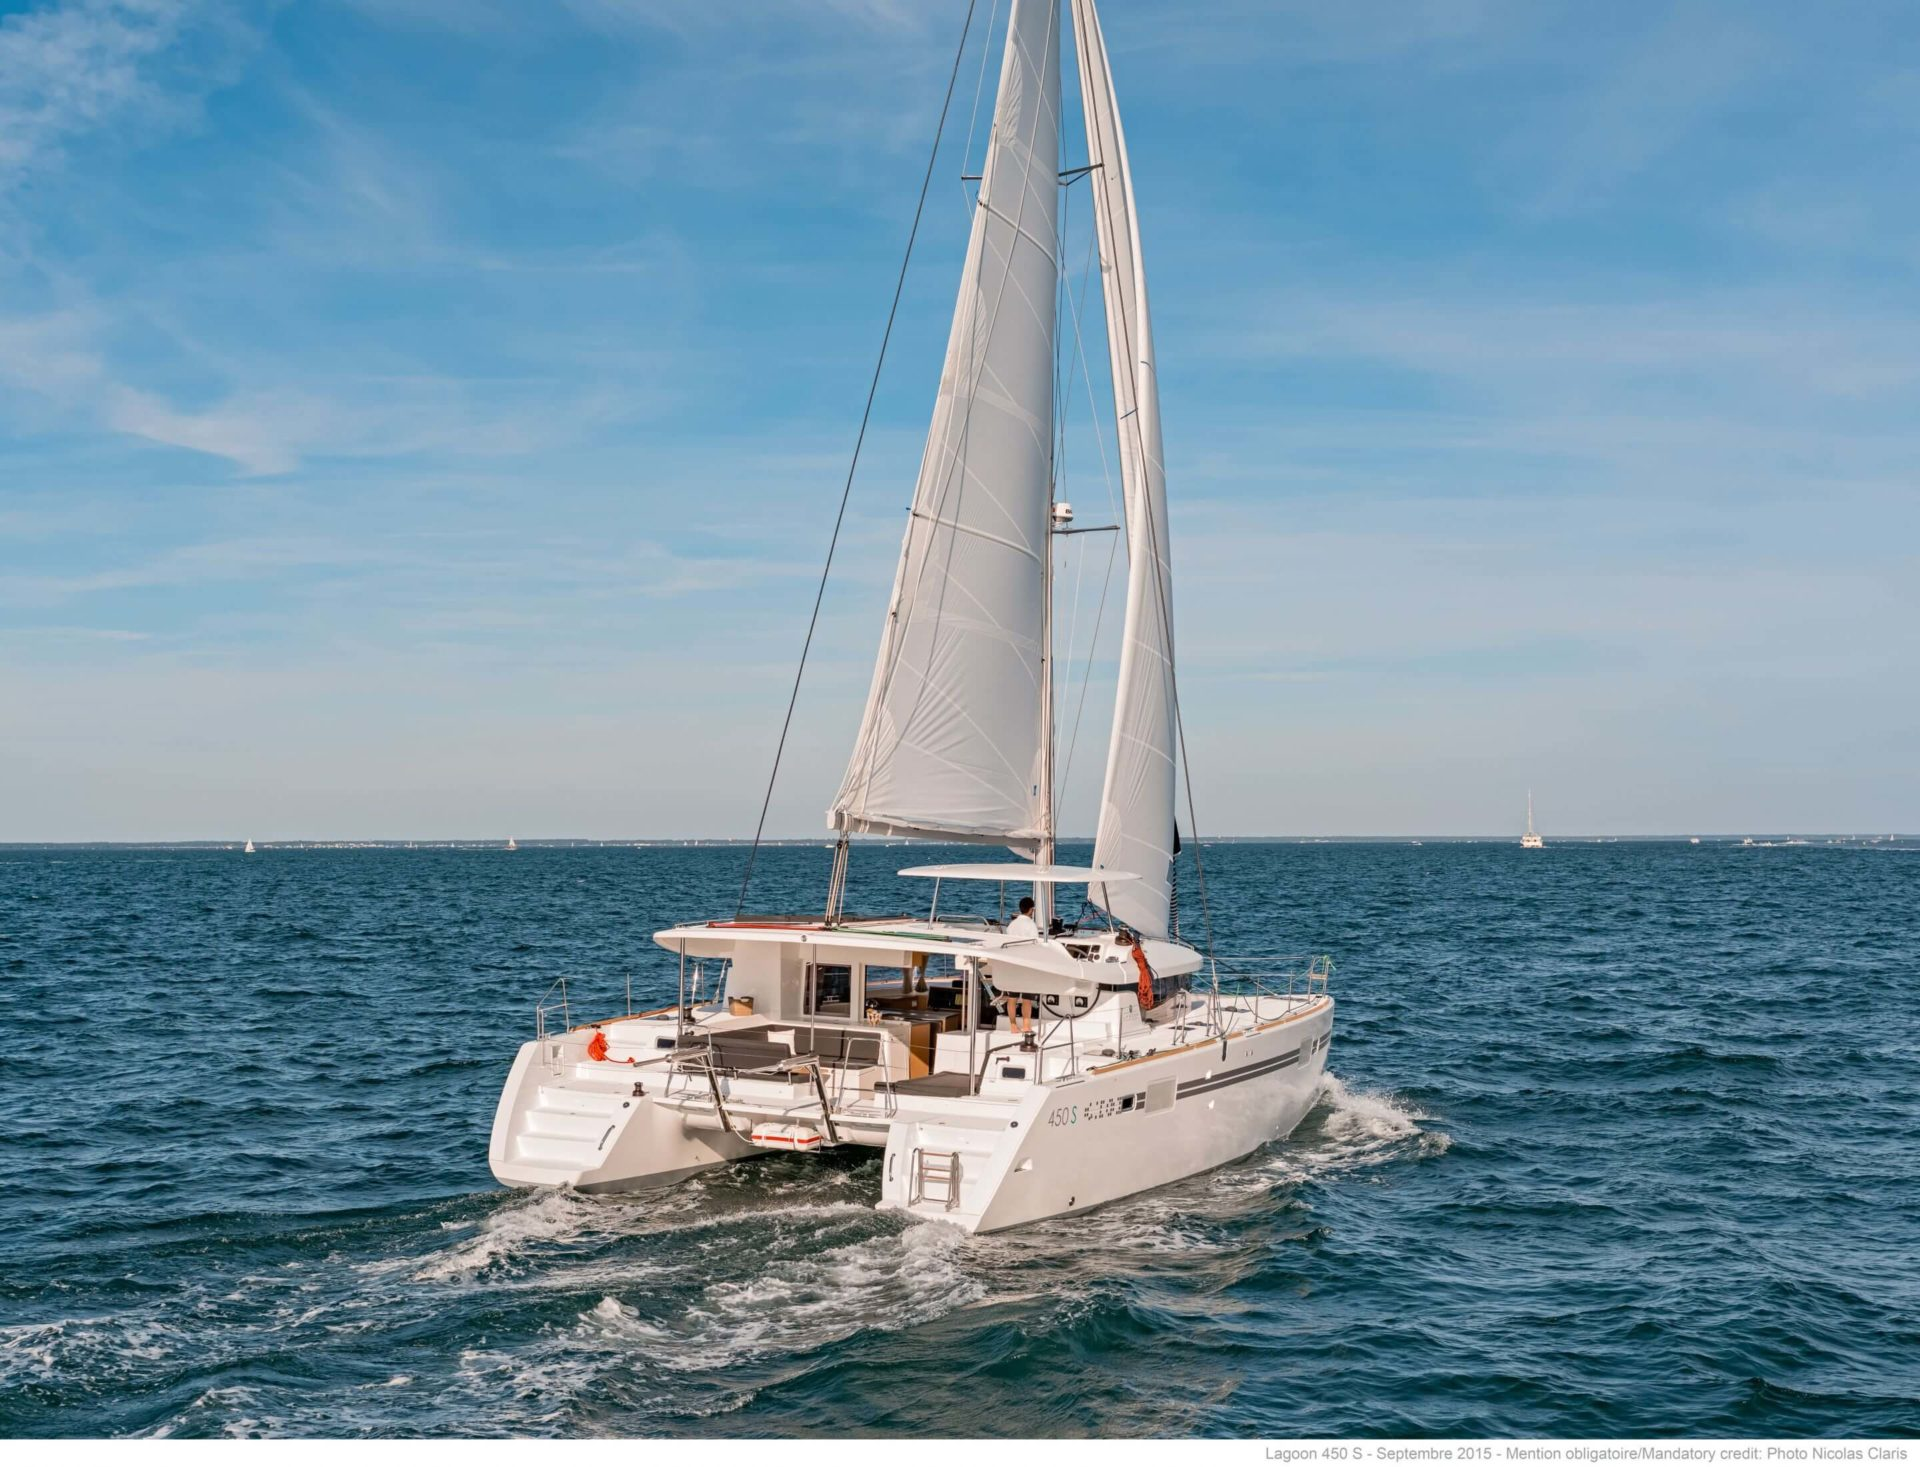 450 S
Lagoon 450 S - Septembre 2015 - Mention obligatoire/Mandatory credit: Photo Nicolas Claris